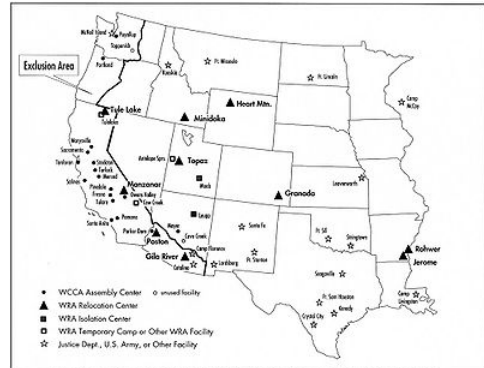 McNeil Island
Puyallup
Toppenish
Portland
Exclusion Area
Kooskia
Ft. Missoula
Ft. Lincoln
Camp
McCoy
Tule Lake
Tulelake
Heart Mtn.
Minidoka
Marysville
Sacramento
Tanforan
Stockton
Turlock
Merced
Salinas
Pinedale
Fresno
Tulare
Manzanar
Owens Valley
Cow Creek
Antelope Sprs
Topaz
Moab
Granada
Leavenworth
Santa Anita
Pomona
Parker Dam
Poston
Mayer
Cave Creek
Leupp
Gila River
Camp Florence
Catalina
Lordsburg
Santa Fe
Ft. Stanton
Ft. Sill
Stringtown
Rohwer
Jerome
Seagoville
Ft. Sam Houston
Kenedy
Crystal City
Camp
Livingston
WCCA Assembly Center
unused facility
WRA Relocation Center
WRA Isolation Center
WRA Temporary Camp or Other WRA Facility
Justice Dept., U.S. Army, or Other Facility